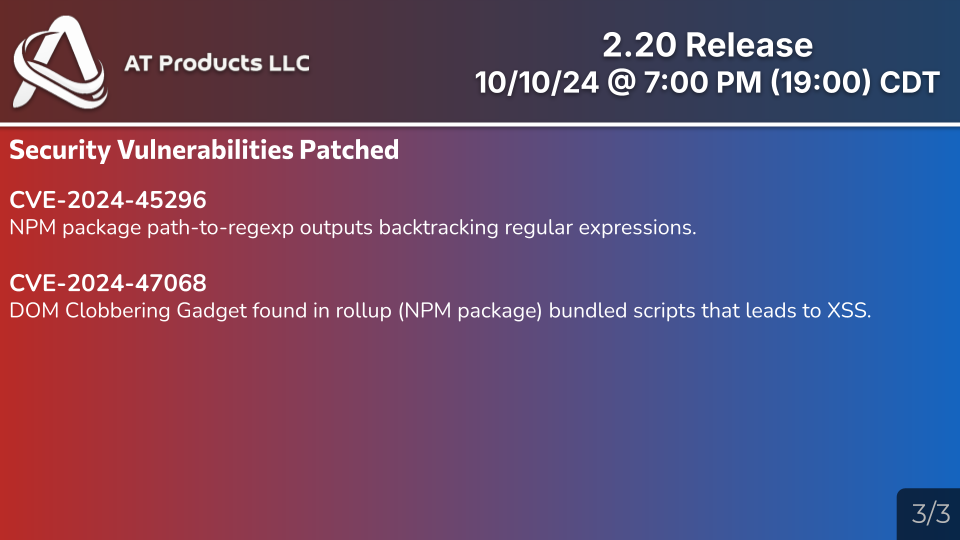 AT Products LLC
2.20 Release
10/10/24 @ 7:00 PM (19:00) CDT
Security Vulnerabilities Patched
CVE-2024-45296
NPM package path-to-regexp outputs backtracking regular expressions.
CVE-2024-47068
DOM Clobbering Gadget found in rollup (NPM package) bundled scripts that leads to XSS.
3/3